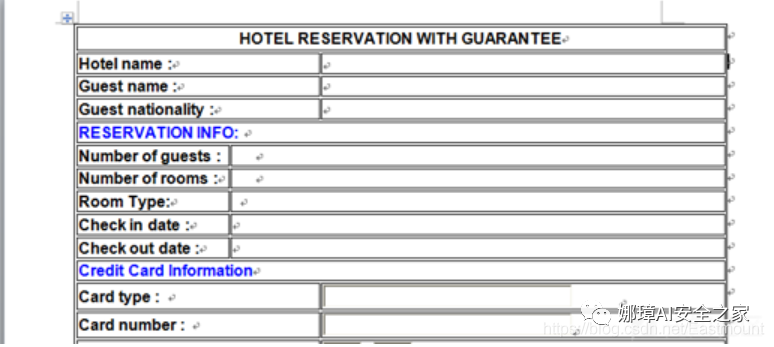 HOTEL RESERVATION WITH GUARANTEE
Hotel name :
Guest name :
Guest nationality :
RESERVATION INFO:
Number of guests :
Number of rooms :
Room Type:
Check in date :
Check out date :
Credit Card Information
Card type :
Card number :
娜璋AI安全之家
https://blog.csdn.net/Eastmount